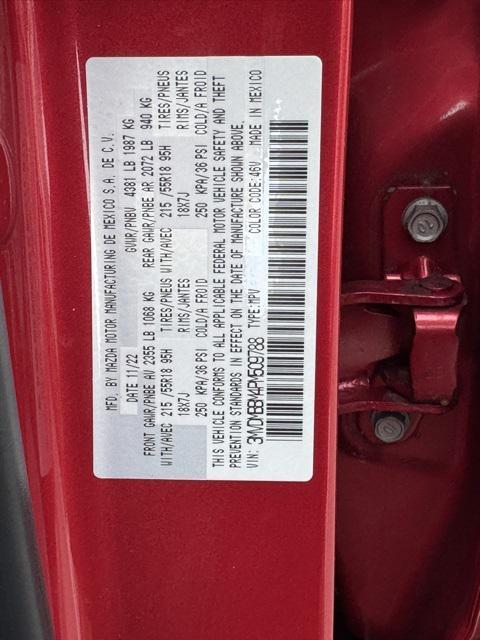 MFD. BY MAZDA MOTOR MANUFACTURING DE MEXICO S.A. DE C.V.
DATE 11/22 GVWR/PNBV 4381 LB 1987 KG
FRONT GAWR/PNBE AV 2355 LB 1068 KG REAR GAWR/PNBE AR 2072 LB 940 KG
WITH/AVEC 215 /55R18 95H TIRES/PNEUS WITH/AVEC 215 /55R18 95H TIRES/PNEUS
18X7J RIMS/JANTES 18X7J RIMS/JANTES
250 KPA/36 PSI COLD/A FROID 250 KPA/36 PSI COLD/A FROID
THIS VEHICLE CONFORMS TO ALL APPLICABLE FEDERAL MOTOR VEHICLE SAFETY AND THEFT
PREVENTION STANDARDS IN EFFECT ON THE DATE OF MANUFACTURE SHOWN ABOVE.
VIN: 3MVDMBBM4PM509788 TYPE:MPV COLOR CODE:46V MADE IN MEXICO